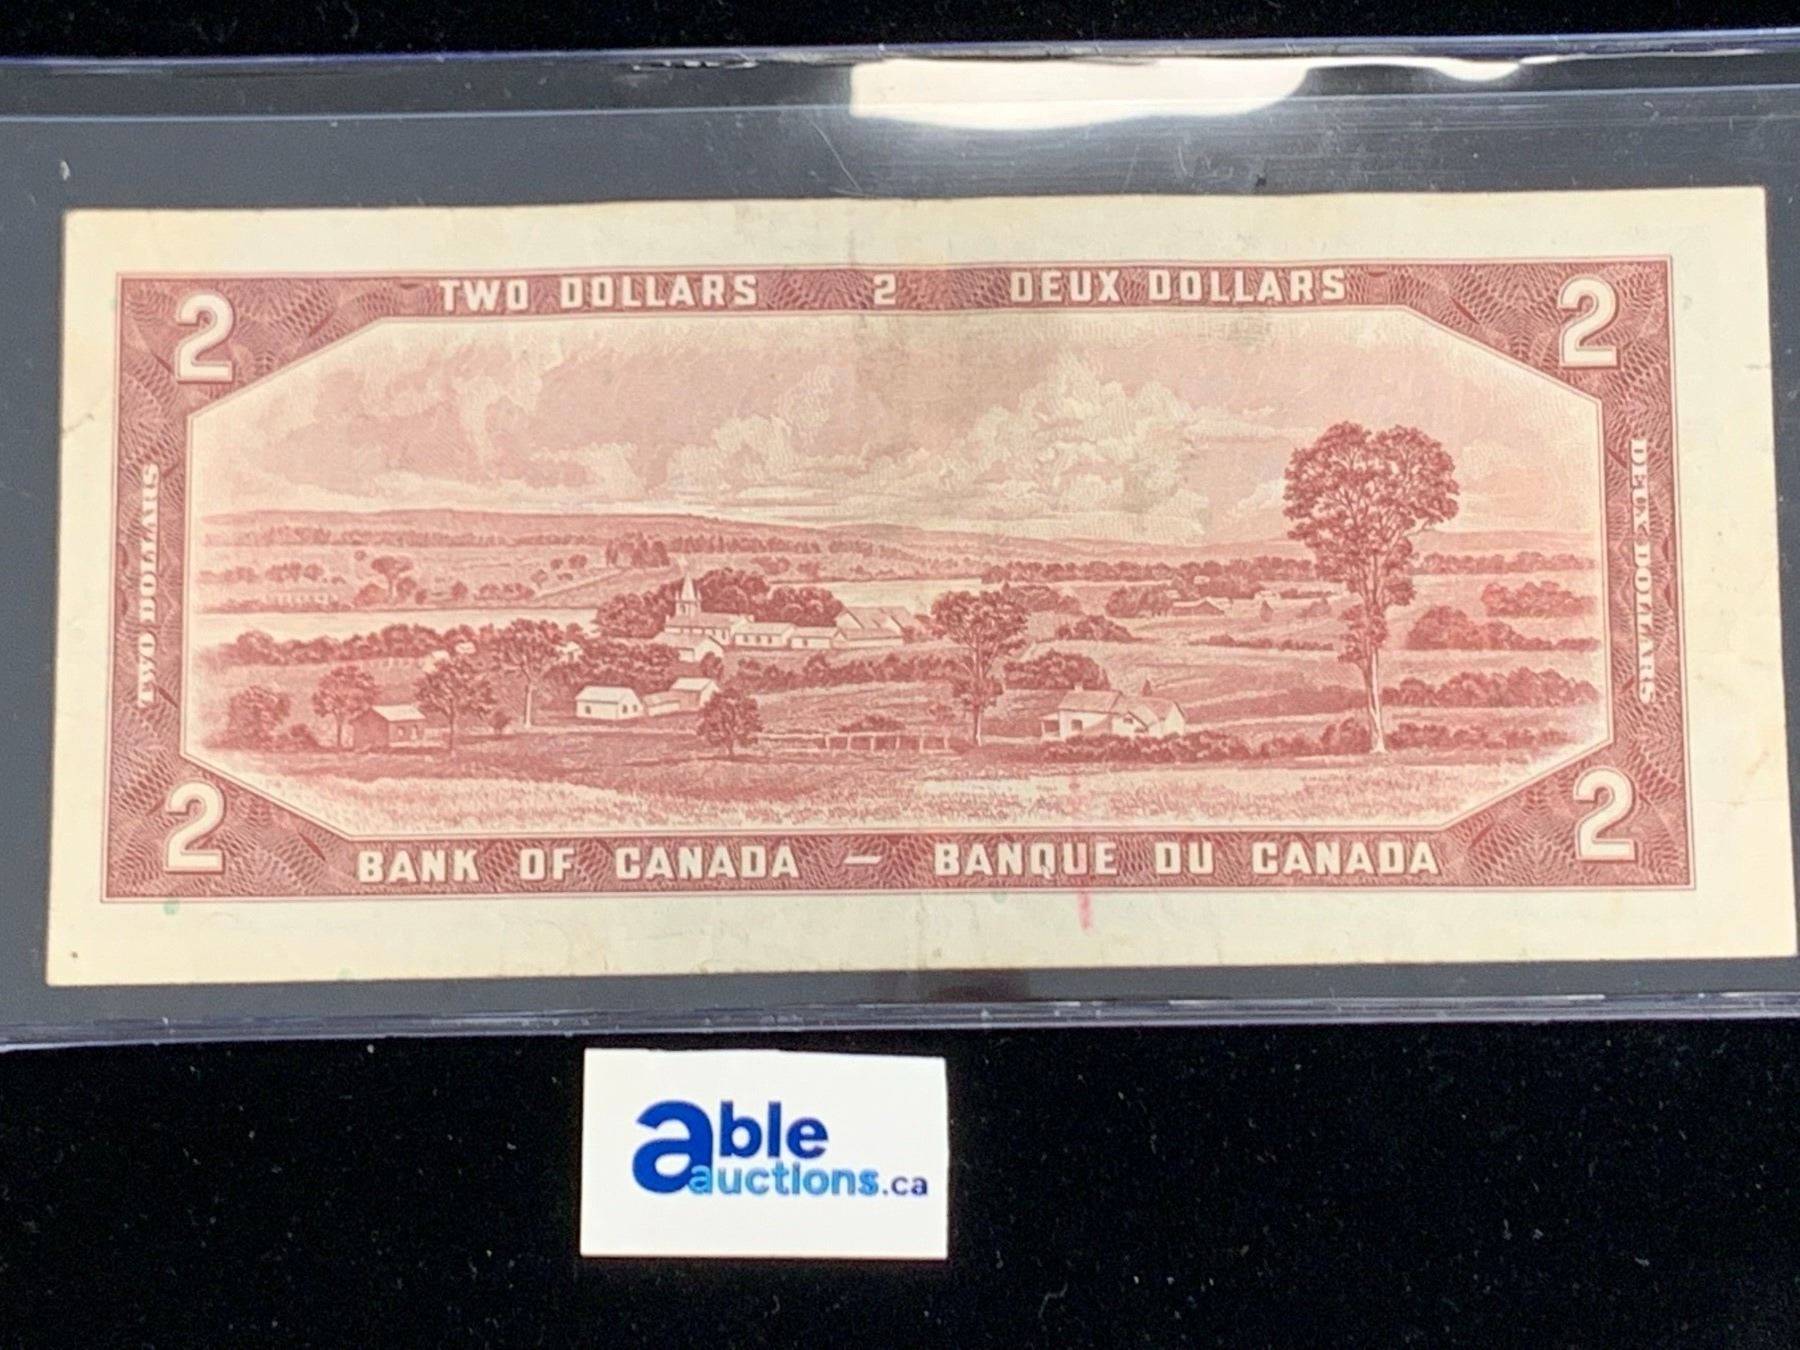 TWO DOLLARS 2 DEUX DOLLARS
2 2
TWO DOLLARS
DEUX DOLLARS
2 2
BANK OF CANADA — BANQUE DU CANADA
able
auctions.ca